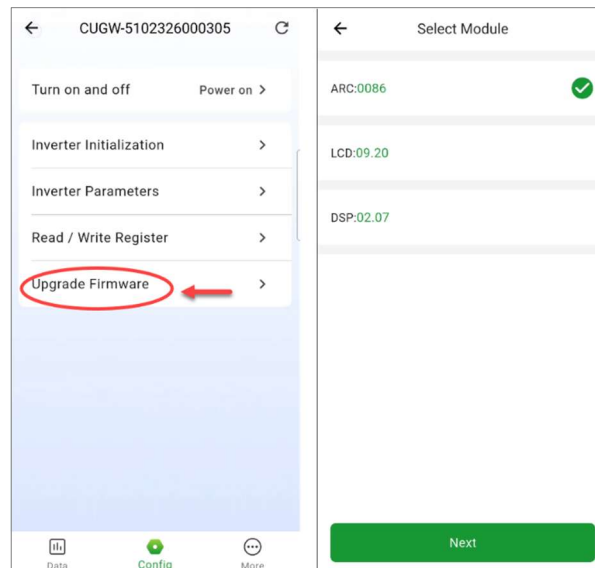 CUGW-5102326000305
Turn on and off Power on
Inverter Initialization
Inverter Parameters
Read / Write Register
Upgrade Firmware
Data Config More
Select Module
ARC:0086
LCD:09.20
DSP:02.07
Next